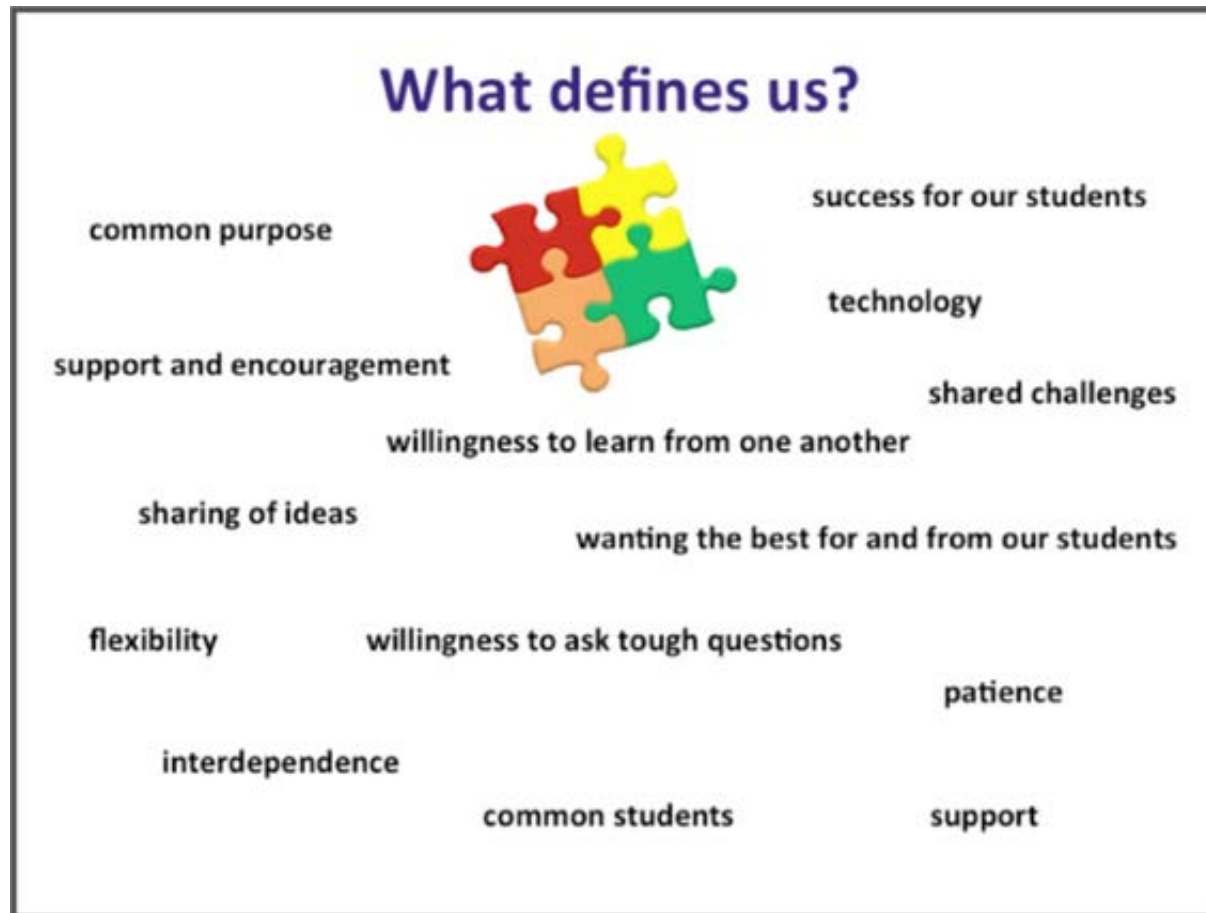 What defines us?
success for our students
common purpose
technology
support and encouragement
shared challenges
willingness to learn from one another
sharing of ideas
wanting the best for and from our students
flexibility
willingness to ask tough questions
patience
interdependence
common students
support